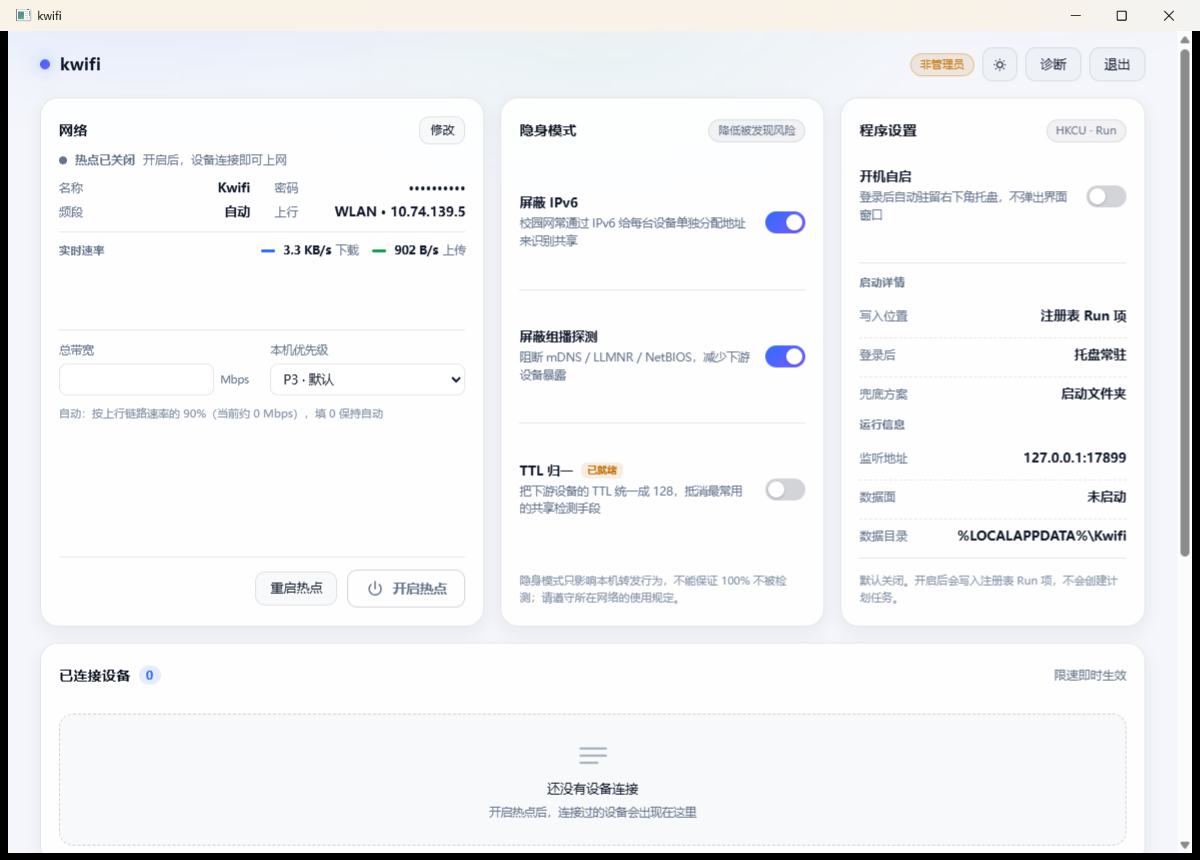 kwifi
kwifi
非管理员
诊断
退出
网络
修改
热点已关闭 开启后，设备连接即可上网
名称 Kwifi 密码 ••••••••••
频段 自动 上行 WLAN • 10.74.139.5
实时速率 3.3 KB/s 下载 902 B/s 上传
总带宽 本机优先级
Mbps P3 · 默认
自动：按上行链路速率的 90%（当前约 0 Mbps），填 0 保持自动
重启热点
开启热点
隐身模式
降低被发现风险
屏蔽 IPv6
校园网常通过 IPv6 给每台设备单独分配地址
来识别共享
屏蔽组播探测
阻断 mDNS / LLMNR / NetBIOS，减少下游
设备暴露
TTL 归一 已就绪
把下游设备的 TTL 统一成 128，抵消最常用
的共享检测手段
隐身模式只影响本机转发行为，不能保证 100% 不被检
测；请遵守所在网络的使用规定。
程序设置
HKCU · Run
开机自启
登录后自动驻留右下角托盘，不弹出界面
窗口
启动详情
写入位置 注册表 Run 项
登录后 托盘常驻
兜底方案 启动文件夹
运行信息
监听地址 127.0.0.1:17899
数据面 未启动
数据目录 %LOCALAPPDATA%\Kwifi
默认关闭。开启后会写入注册表 Run 项，不会创建计
划任务。
已连接设备 0
限速即时生效
还没有设备连接
开启热点后，连接过的设备会出现在这里